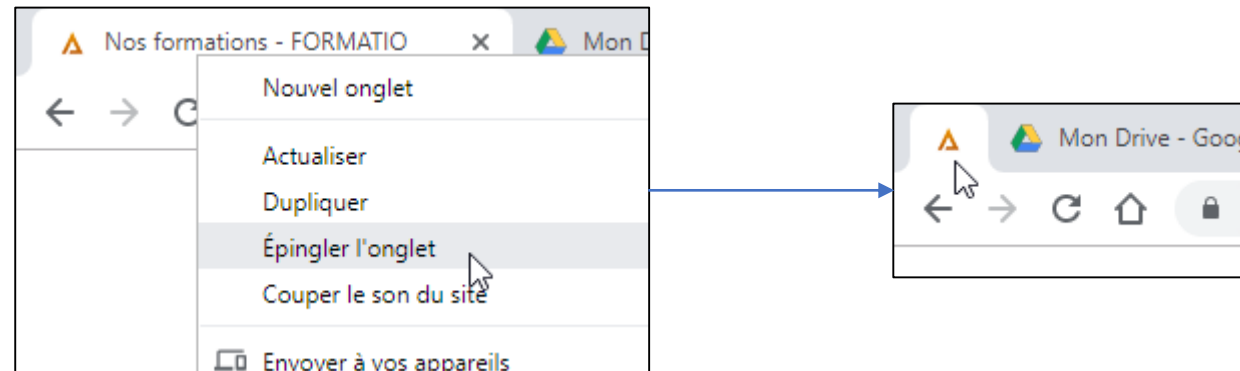 Nos formations - FORMATIO
Mon D
Nouvel onglet
Actualiser
Dupliquer
Épingler l'onglet
Couper le son du site
Envoyer à vos appareils
Mon Drive - Goog